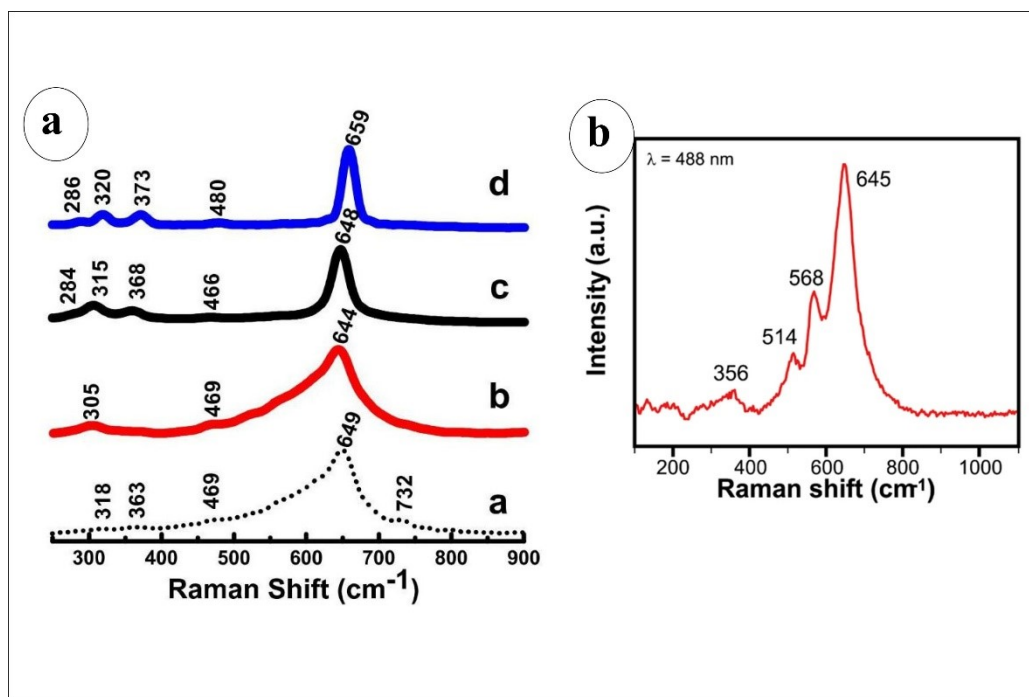 a
659
286
320
373
480
d
648
284
315
368
466
c
644
305
469
b
649
318
363
469
732
a
300 400 500 600 700 800 900
Raman Shift (cm-1)
b
λ = 488 nm
645
568
514
356
Intensity (a.u.)
200 400 600 800 1000
Raman shift (cm-1)